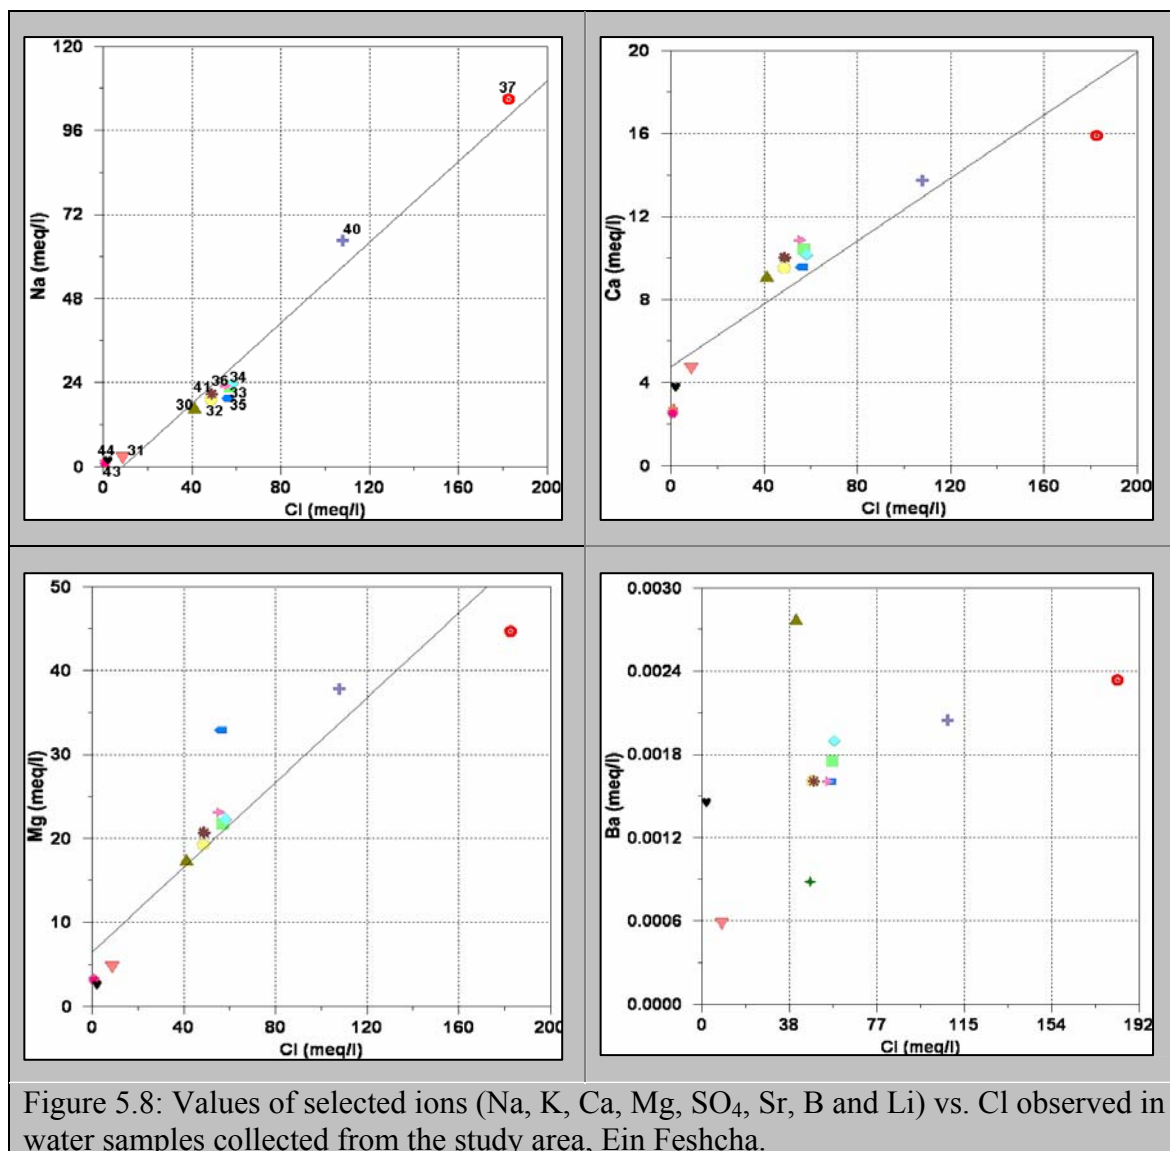 120
96
72
48
24
0
Na (meq/l)
37
40
41
36
34
33
30
32
35
44
31
43
0 40 80 120 160 200
Cl (meq/l)
20
16
12
8
4
0
Ca (meq/l)
0 40 80 120 160 200
Cl (meq/l)
50
40
30
20
10
0
Mg (meq/l)
0 40 80 120 160 200
Cl (meq/l)
0.0030
0.0024
0.0018
0.0012
0.0006
0.0000
Ba (meq/l)
0 38 77 115 154 192
Cl (meq/l)
Figure 5.8: Values of selected ions (Na, K, Ca, Mg, SO₄, Sr, B and Li) vs. Cl observed in
water samples collected from the study area, Ein Feshcha.